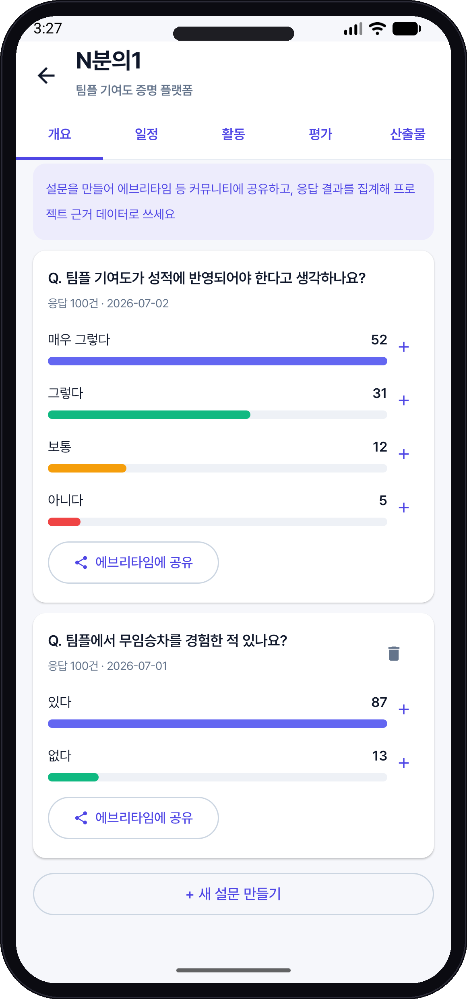 3:27
N분의1
팀플 기여도 증명 플랫폼
개요 일정 활동 평가 산출물
설문을 만들어 에브리타임 등 커뮤니티에 공유하고, 응답 결과를 집계해 프로
젝트 근거 데이터로 쓰세요
Q. 팀플 기여도가 성적에 반영되어야 한다고 생각하나요?
응답 100건 · 2026-07-02
매우 그렇다 52 +
그렇다 31 +
보통 12 +
아니다 5 +
에브리타임에 공유
Q. 팀플에서 무임승차를 경험한 적 있나요?
응답 100건 · 2026-07-01
있다 87 +
없다 13 +
에브리타임에 공유
+ 새 설문 만들기